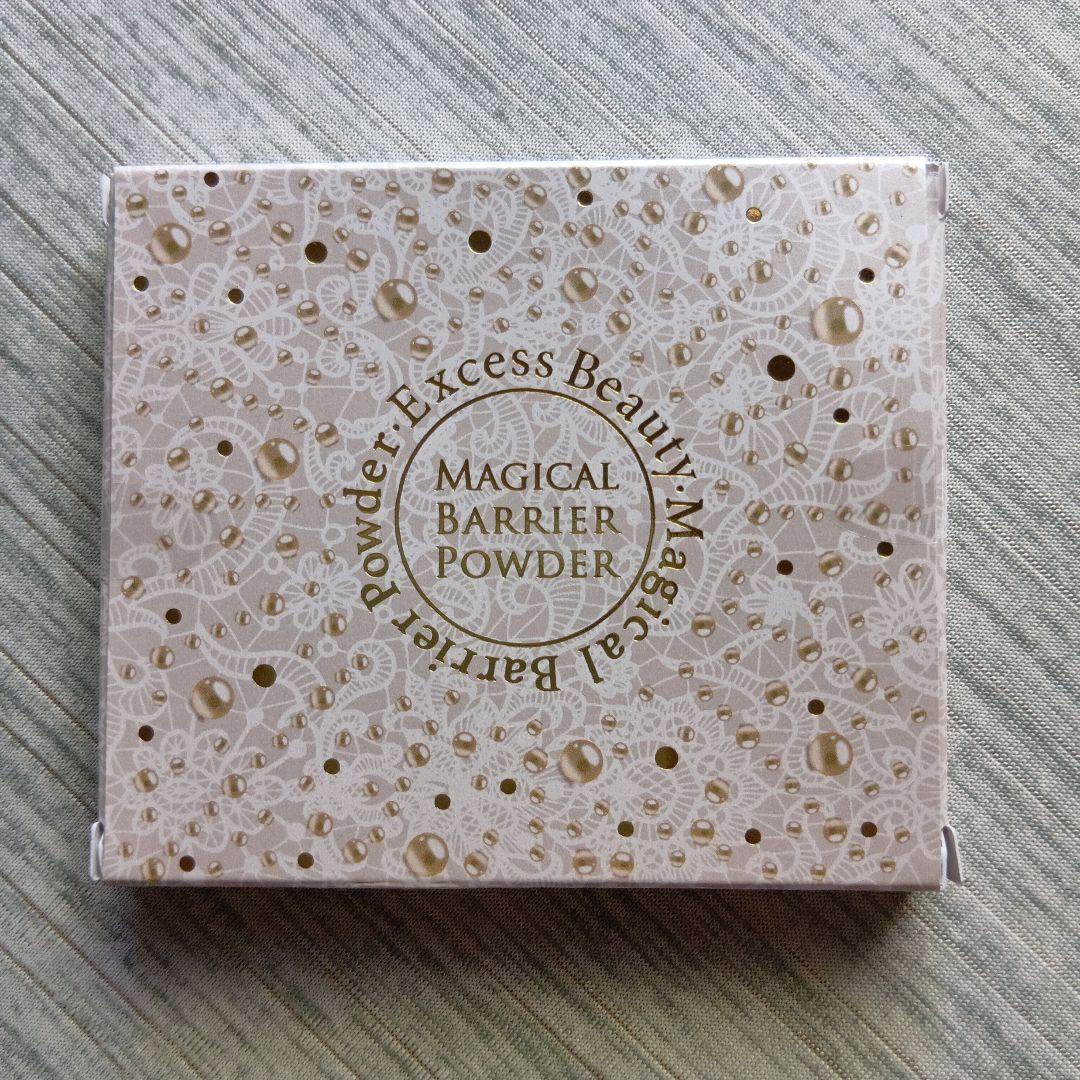 Excess Beauty · Magical Barrier Powder ·
MAGICAL
BARRIER
POWDER